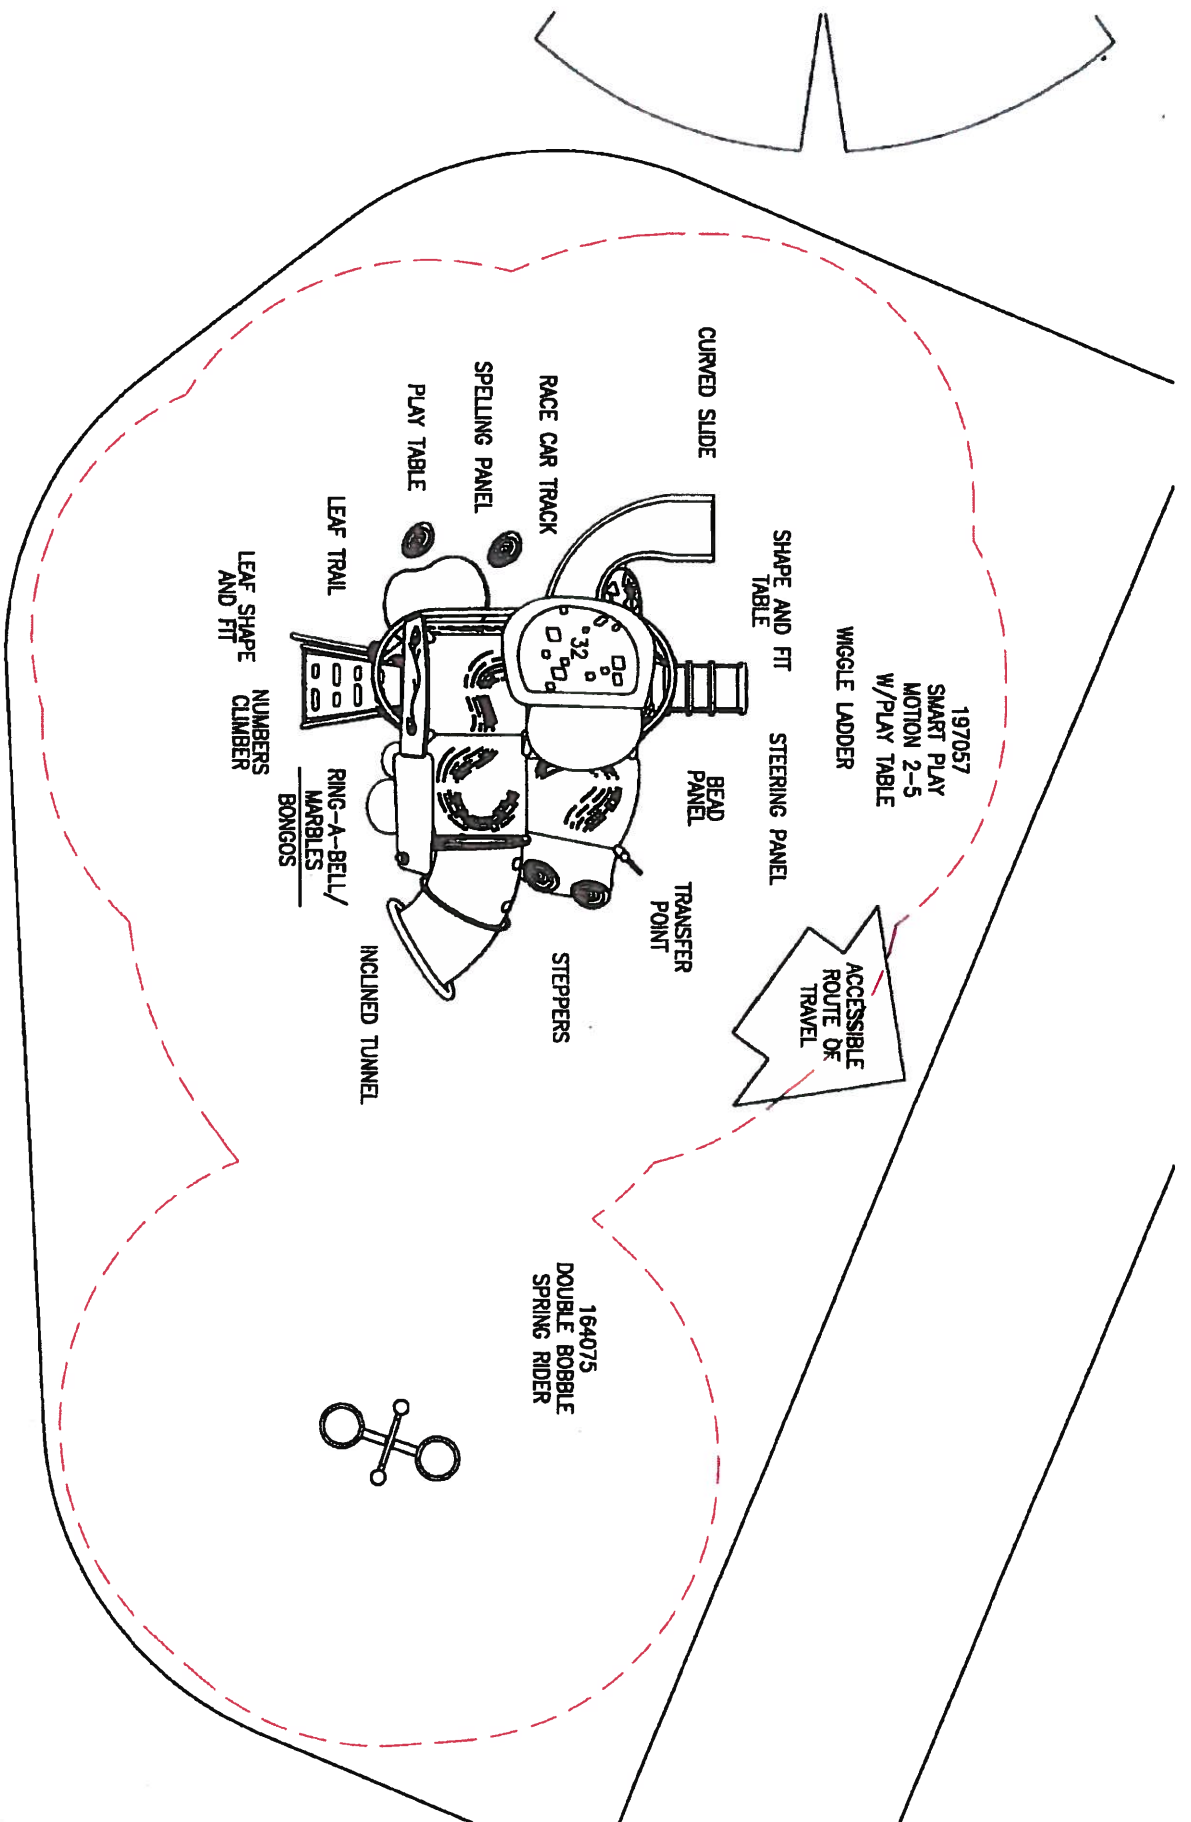 197057
SMART PLAY
MOTION 2-5
W/PLAY TABLE
WIGGLE LADDER
SHAPE AND FIT
TABLE
STEERING PANEL
CURVED SLIDE
BEAD
PANEL
TRANSFER
POINT
ACCESSIBLE
ROUTE OF
TRAVEL
RACE CAR TRACK
SPELLING PANEL
PLAY TABLE
32
STEPPERS
LEAF TRAIL
LEAF SHAPE
AND FIT
NUMBERS
CLIMBER
RING-A-BELL/
MARBLES
BONGOS
INCLINED TUNNEL
164075
DOUBLE BOBBLE
SPRING RIDER